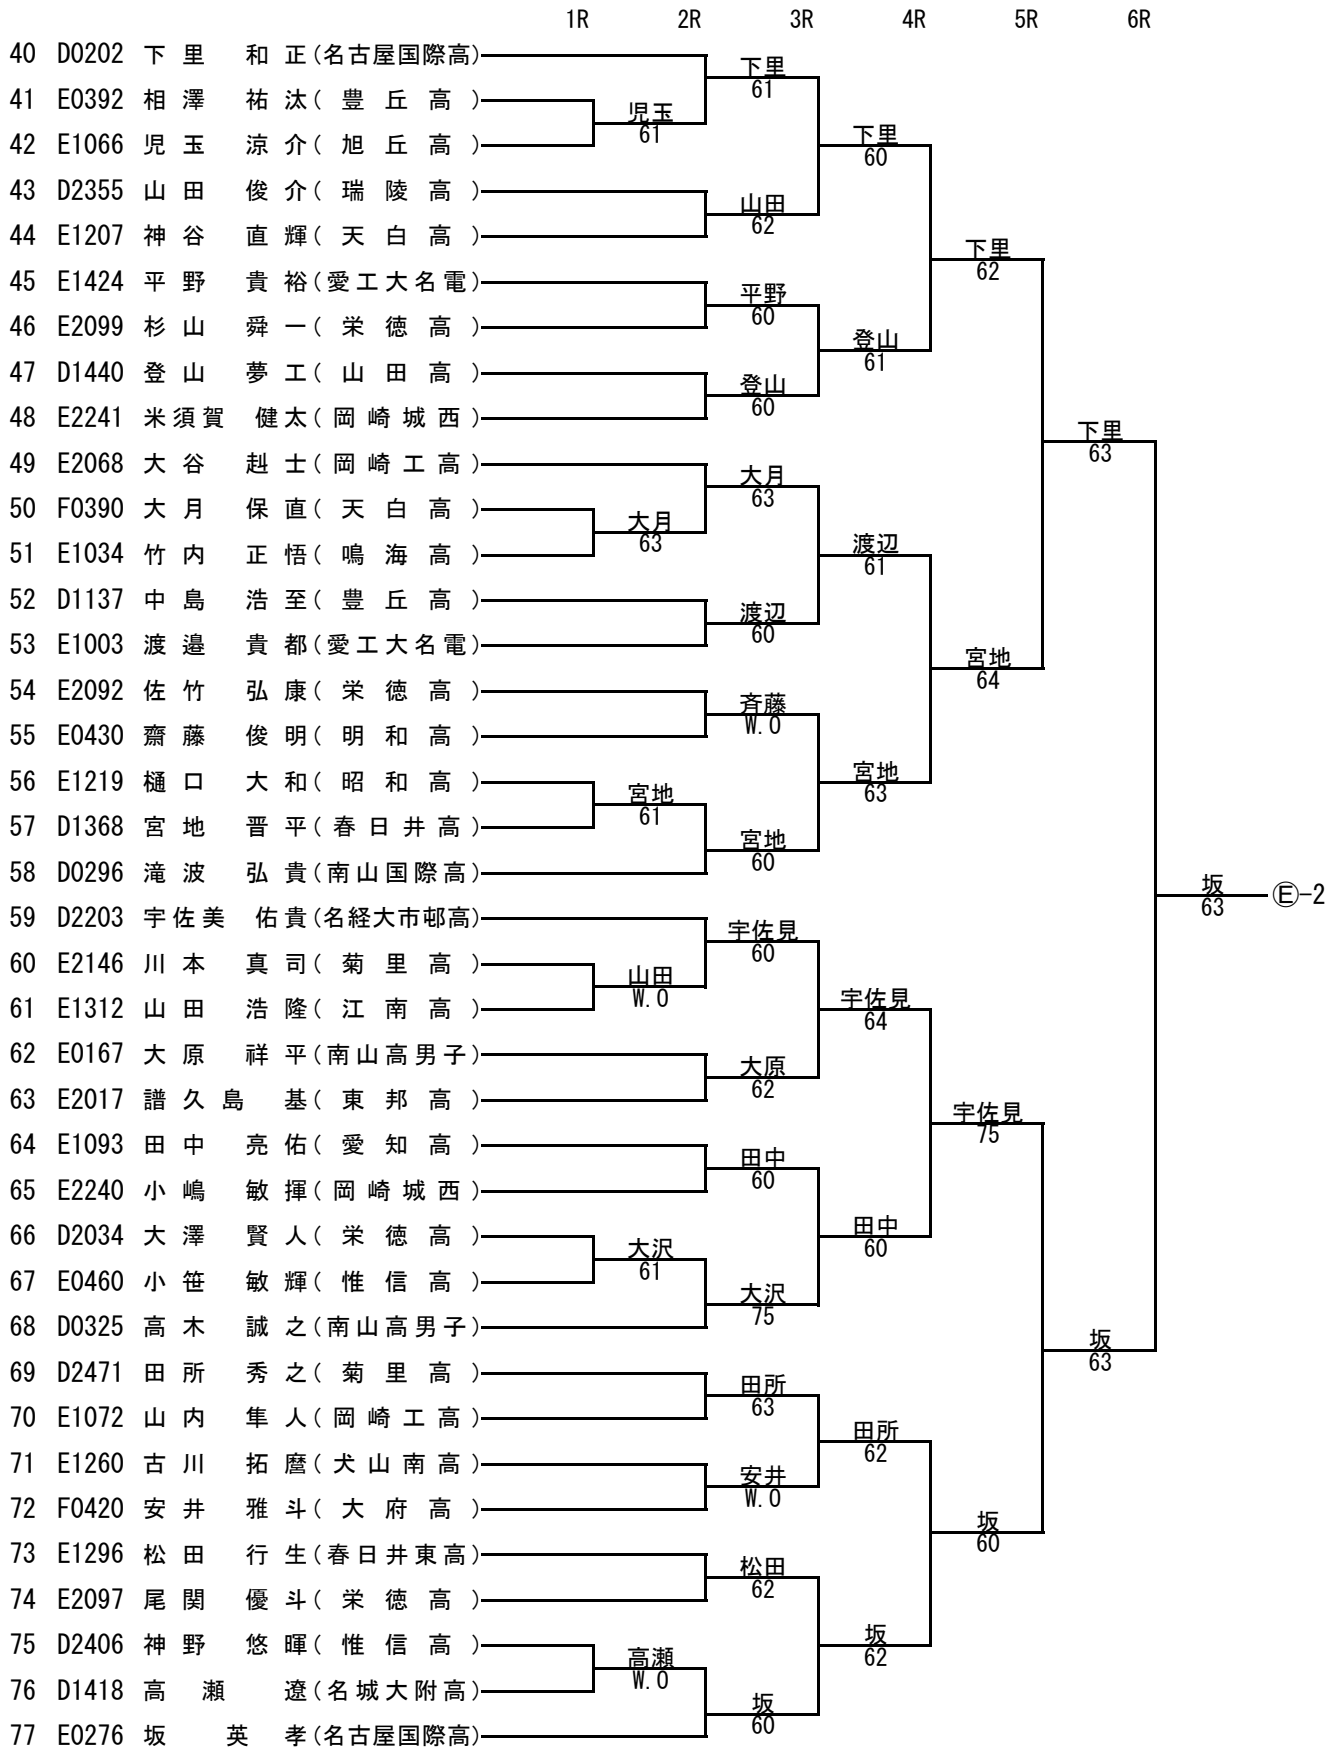 1R 2R 3R 4R 5R 6R
40 D0202 下里 和正(名古屋国際高)
下里
61
41 E0392 相澤 祐汰(豊丘高)
児玉
61
42 E1066 児玉 涼介(旭丘高)
下里
60
43 D2355 山田 俊介(瑞陵高)
山田
62
44 E1207 神谷 直輝(天白高)
下里
62
45 E1424 平野 貴裕(愛工大名電)
平野
60
46 E2099 杉山 舜一(栄徳高)
登山
61
47 D1440 登山 夢工(山田高)
登山
60
48 E2241 米須賀 健太(岡崎城西)
下里
63
49 E2068 大谷 赳士(岡崎工高)
大月
63
50 F0390 大月 保直(天白高)
大月
63
51 E1034 竹内 正悟(鳴海高)
渡辺
61
52 D1137 中島 浩至(豊丘高)
渡辺
60
53 E1003 渡邉 貴都(愛工大名電)
宮地
64
54 E2092 佐竹 弘康(栄徳高)
斉藤
W.O
55 E0430 齋藤 俊明(明和高)
宮地
63
56 E1219 樋口 大和(昭和高)
宮地
61
57 D1368 宮地 晋平(春日井高)
宮地
60
58 D0296 滝波 弘貴(南山国際高)
坂
63
Ⓔ-2
59 D2203 宇佐美 佑貴(名経大市邨高)
宇佐見
60
60 E2146 川本 真司(菊里高)
山田
W.O
61 E1312 山田 浩隆(江南高)
宇佐見
64
62 E0167 大原 祥平(南山高男子)
大原
62
63 E2017 譜久島 基(東邦高)
宇佐見
75
64 E1093 田中 亮佑(愛知高)
田中
60
65 E2240 小嶋 敏揮(岡崎城西)
田中
60
66 D2034 大澤 賢人(栄徳高)
大沢
61
67 E0460 小笹 敏輝(惟信高)
大沢
75
68 D0325 高木 誠之(南山高男子)
坂
63
69 D2471 田所 秀之(菊里高)
田所
63
70 E1072 山内 隼人(岡崎工高)
田所
62
71 E1260 古川 拓麿(犬山南高)
安井
W.O
72 F0420 安井 雅斗(大府高)
坂
60
73 E1296 松田 行生(春日井東高)
松田
62
74 E2097 尾関 優斗(栄徳高)
坂
62
75 D2406 神野 悠暉(惟信高)
高瀬
W.O
76 D1418 高瀬 遼(名城大附高)
坂
60
77 E0276 坂 英孝(名古屋国際高)